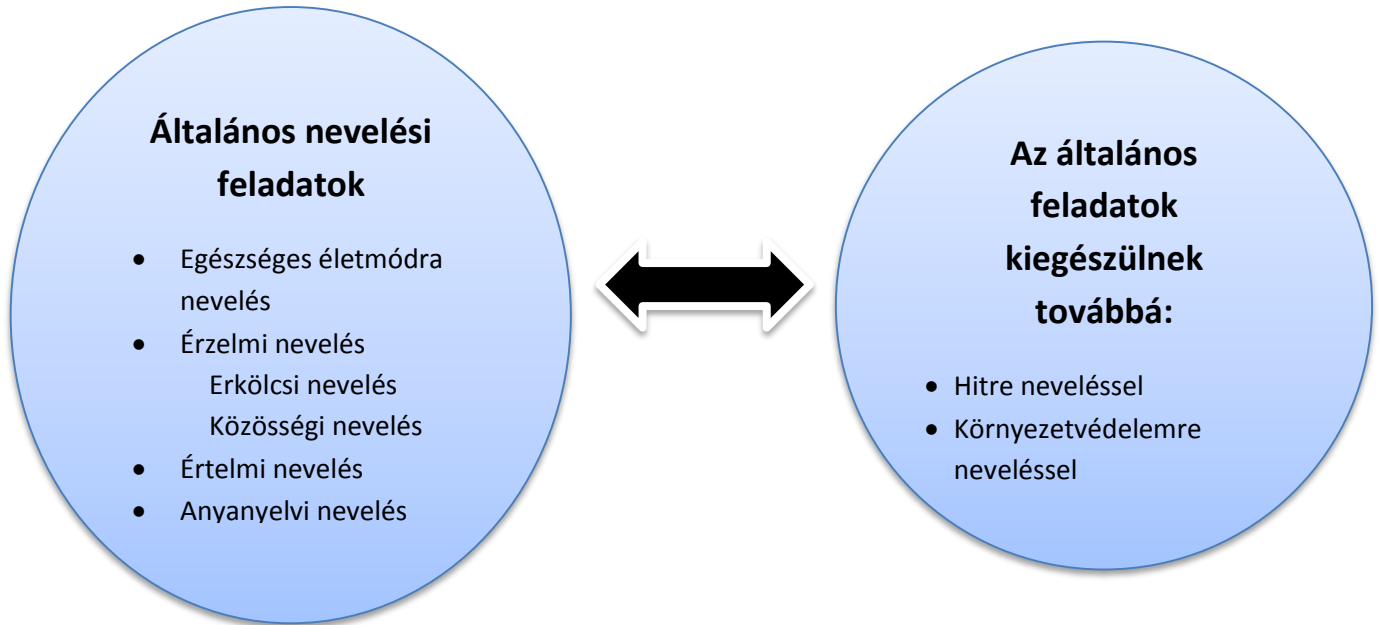 Általános nevelési
feladatok
• Egészséges életmódra
nevelés
• Érzelmi nevelés
Erkölcsi nevelés
Közösségi nevelés
• Értelmi nevelés
• Anyanyelvi nevelés
Az általános
feladatok
kiegészülnek
továbbá:
• Hitre neveléssel
• Környezetvédelemre
neveléssel